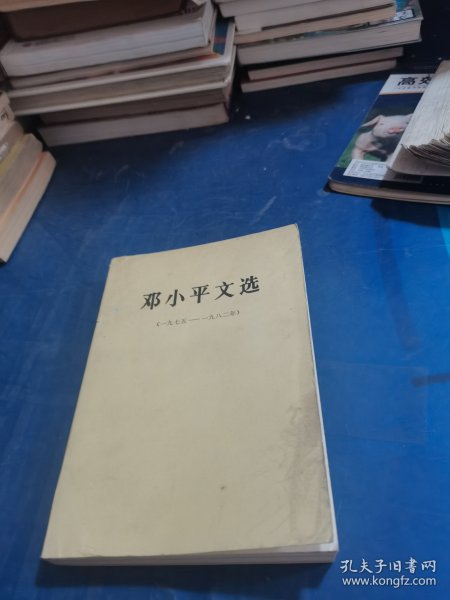 高效
邓小平文选
(一九七五——一九八二年)
孔夫子旧书网
www.kongfz.com